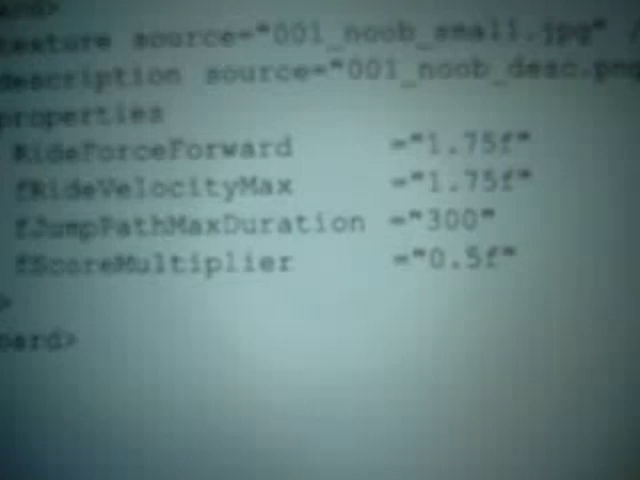 texture source="001_noob_small.jpg" /
description source="001_noob_desc.png
properties
fRideForceForward ="1.75f"
fRideVelocityMax ="1.75f"
fJumpPathMaxDuration ="300"
fScoreMultiplier ="0.5f"
>
oard>